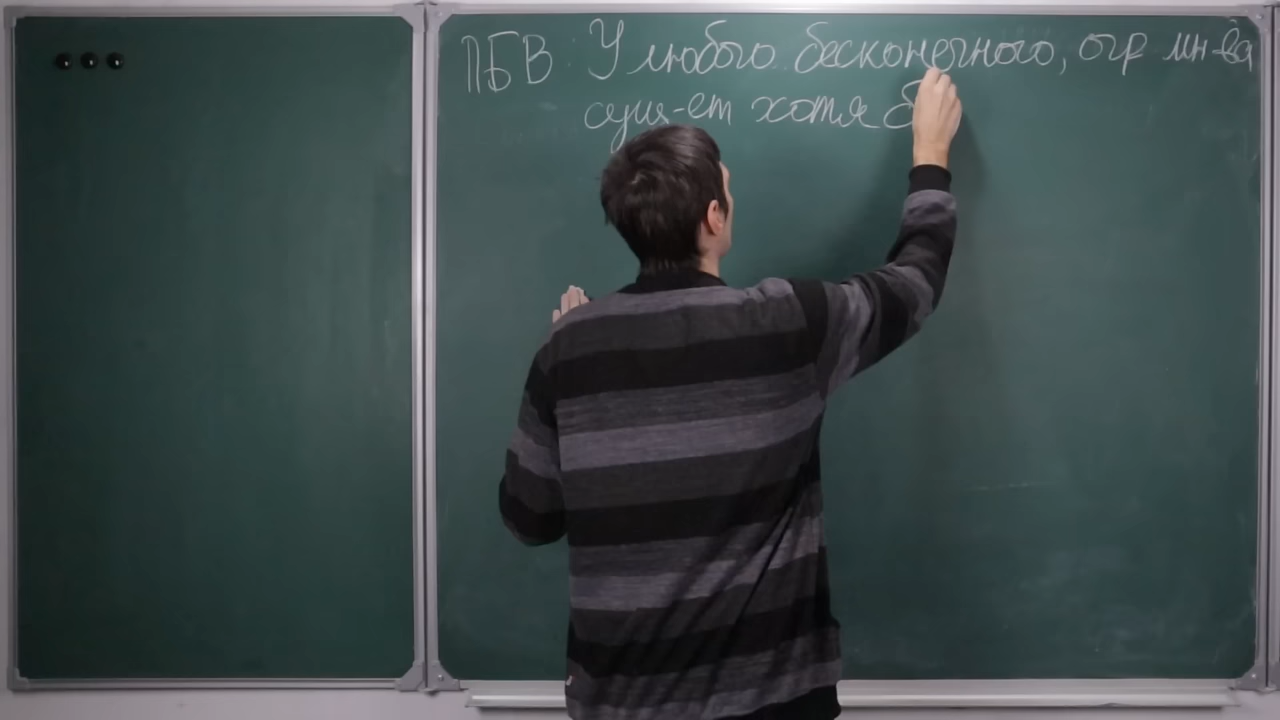 ПБВ: У любого бесконечного, огр мн-ва
сущ-ет хотя б